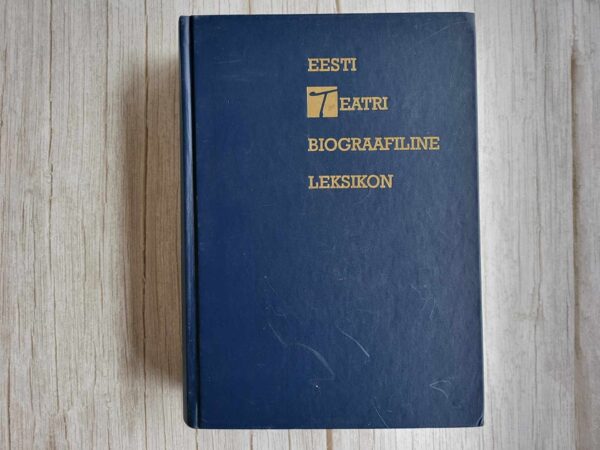 EESTI
TEATRI
BIOGRAAFILINE
LEKSIKON